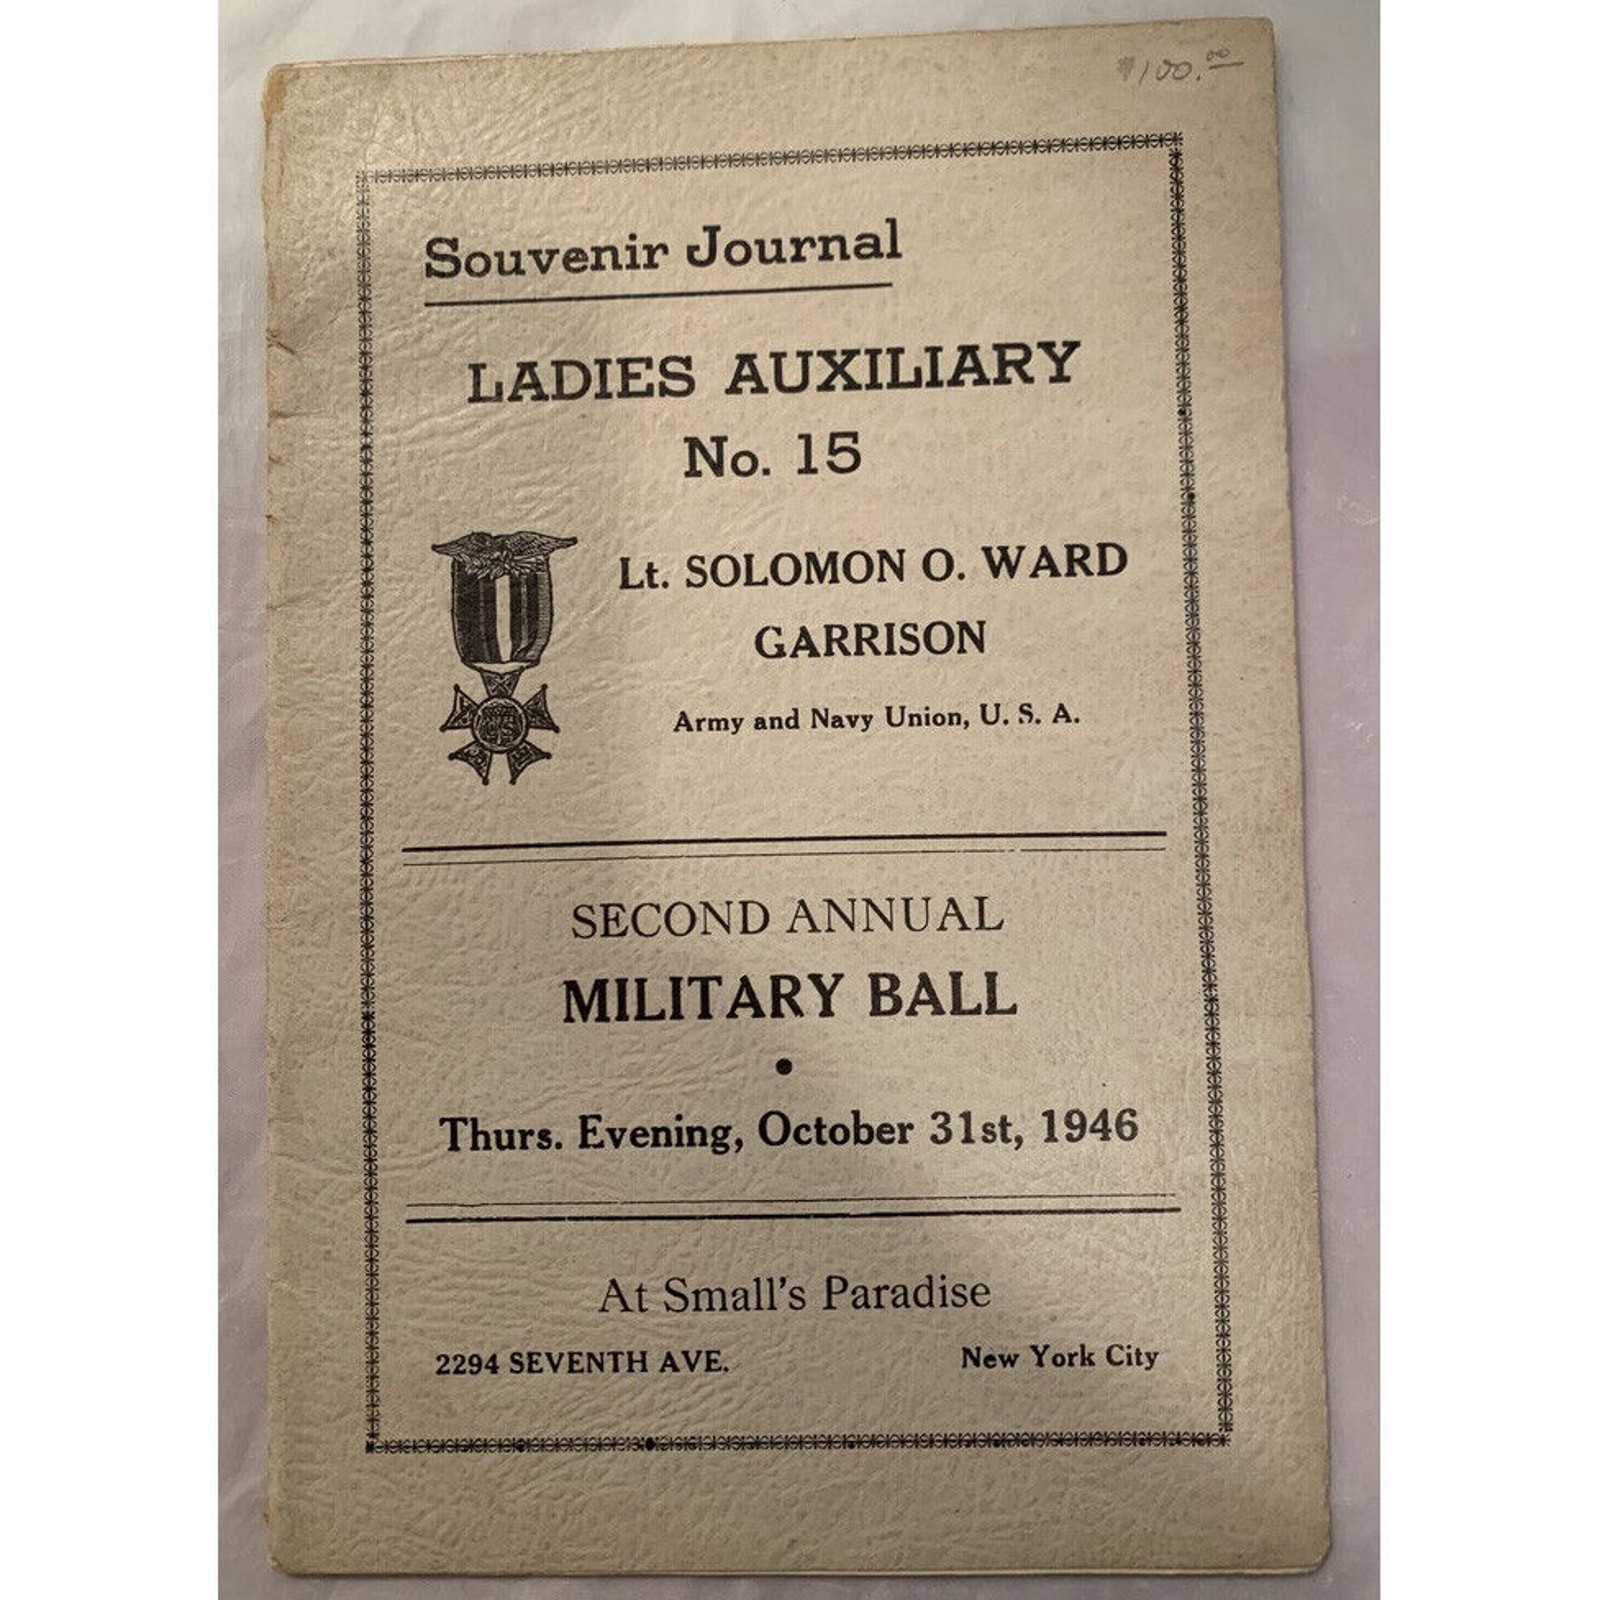 $100.00
Souvenir Journal
LADIES AUXILIARY
No. 15
Lt. SOLOMON O. WARD
GARRISON
Army and Navy Union, U. S. A.
SECOND ANNUAL
MILITARY BALL
Thurs. Evening, October 31st, 1946
At Small's Paradise
2294 SEVENTH AVE. New York City